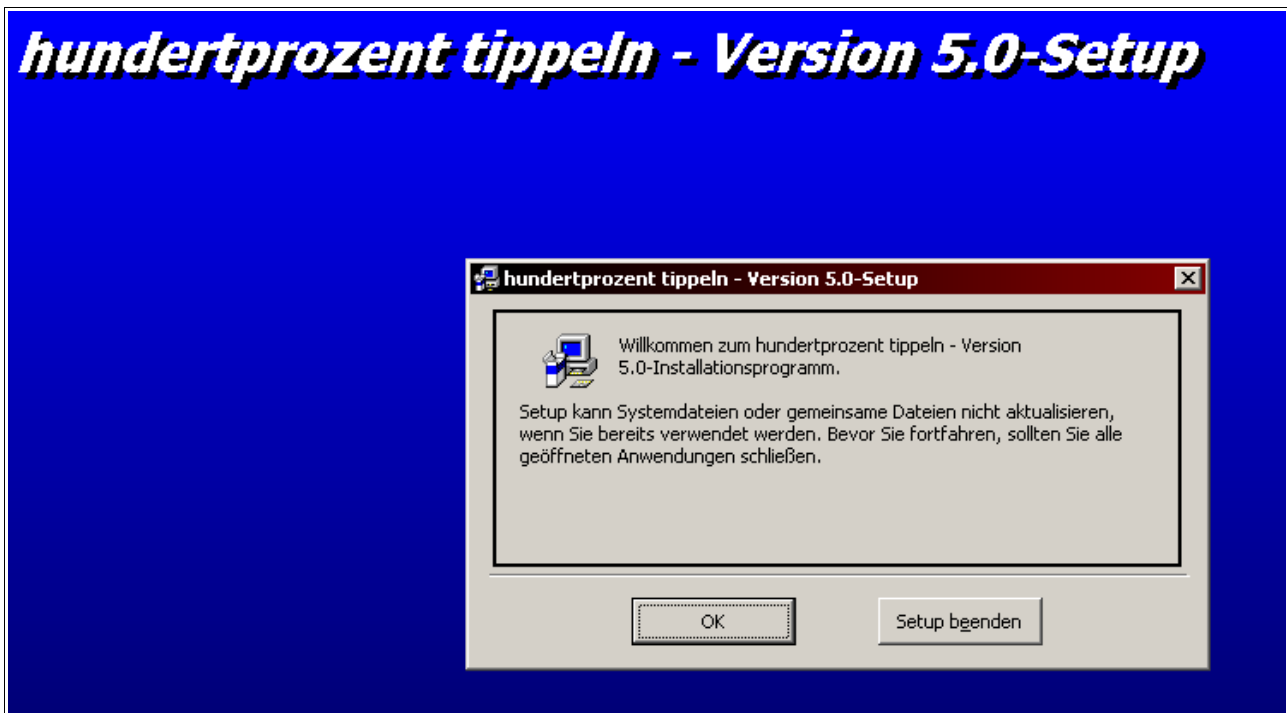 hundertprozent tippeln - Version 5.0-Setup
hundertprozent tippeln - Version 5.0-Setup
Willkommen zum hundertprozent tippeln - Version
5.0-Installationsprogramm.
Setup kann Systemdateien oder gemeinsame Dateien nicht aktualisieren,
wenn Sie bereits verwendet werden. Bevor Sie fortfahren, sollten Sie alle
geöffneten Anwendungen schließen.
OK
Setup beenden